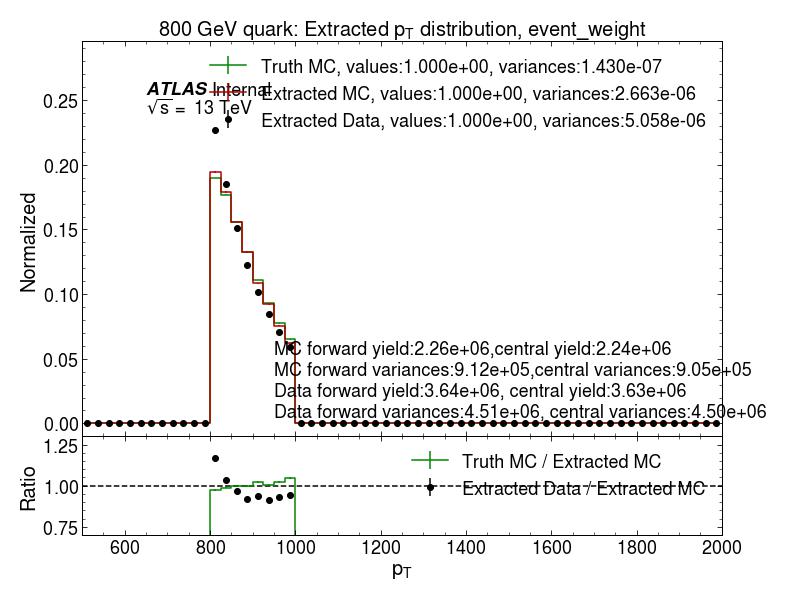 800 GeV quark: Extracted pT distribution, event_weight
Truth MC, values:1.000e+00, variances:1.430e-07
ATLAS Internal
Extracted MC, values:1.000e+00, variances:2.663e-06
√s = 13 TeV
Extracted Data, values:1.000e+00, variances:5.058e-06
0.25
0.20
0.15
0.10
0.05
0.00
Normalized
MC forward yield:2.26e+06,central yield:2.24e+06
MC forward variances:9.12e+05,central variances:9.05e+05
Data forward yield:3.64e+06, central yield:3.63e+06
Data forward variances:4.51e+06, central variances:4.50e+06
1.25
1.00
0.75
Ratio
Truth MC / Extracted MC
Extracted Data / Extracted MC
600 800 1000 1200 1400 1600 1800 2000
pT